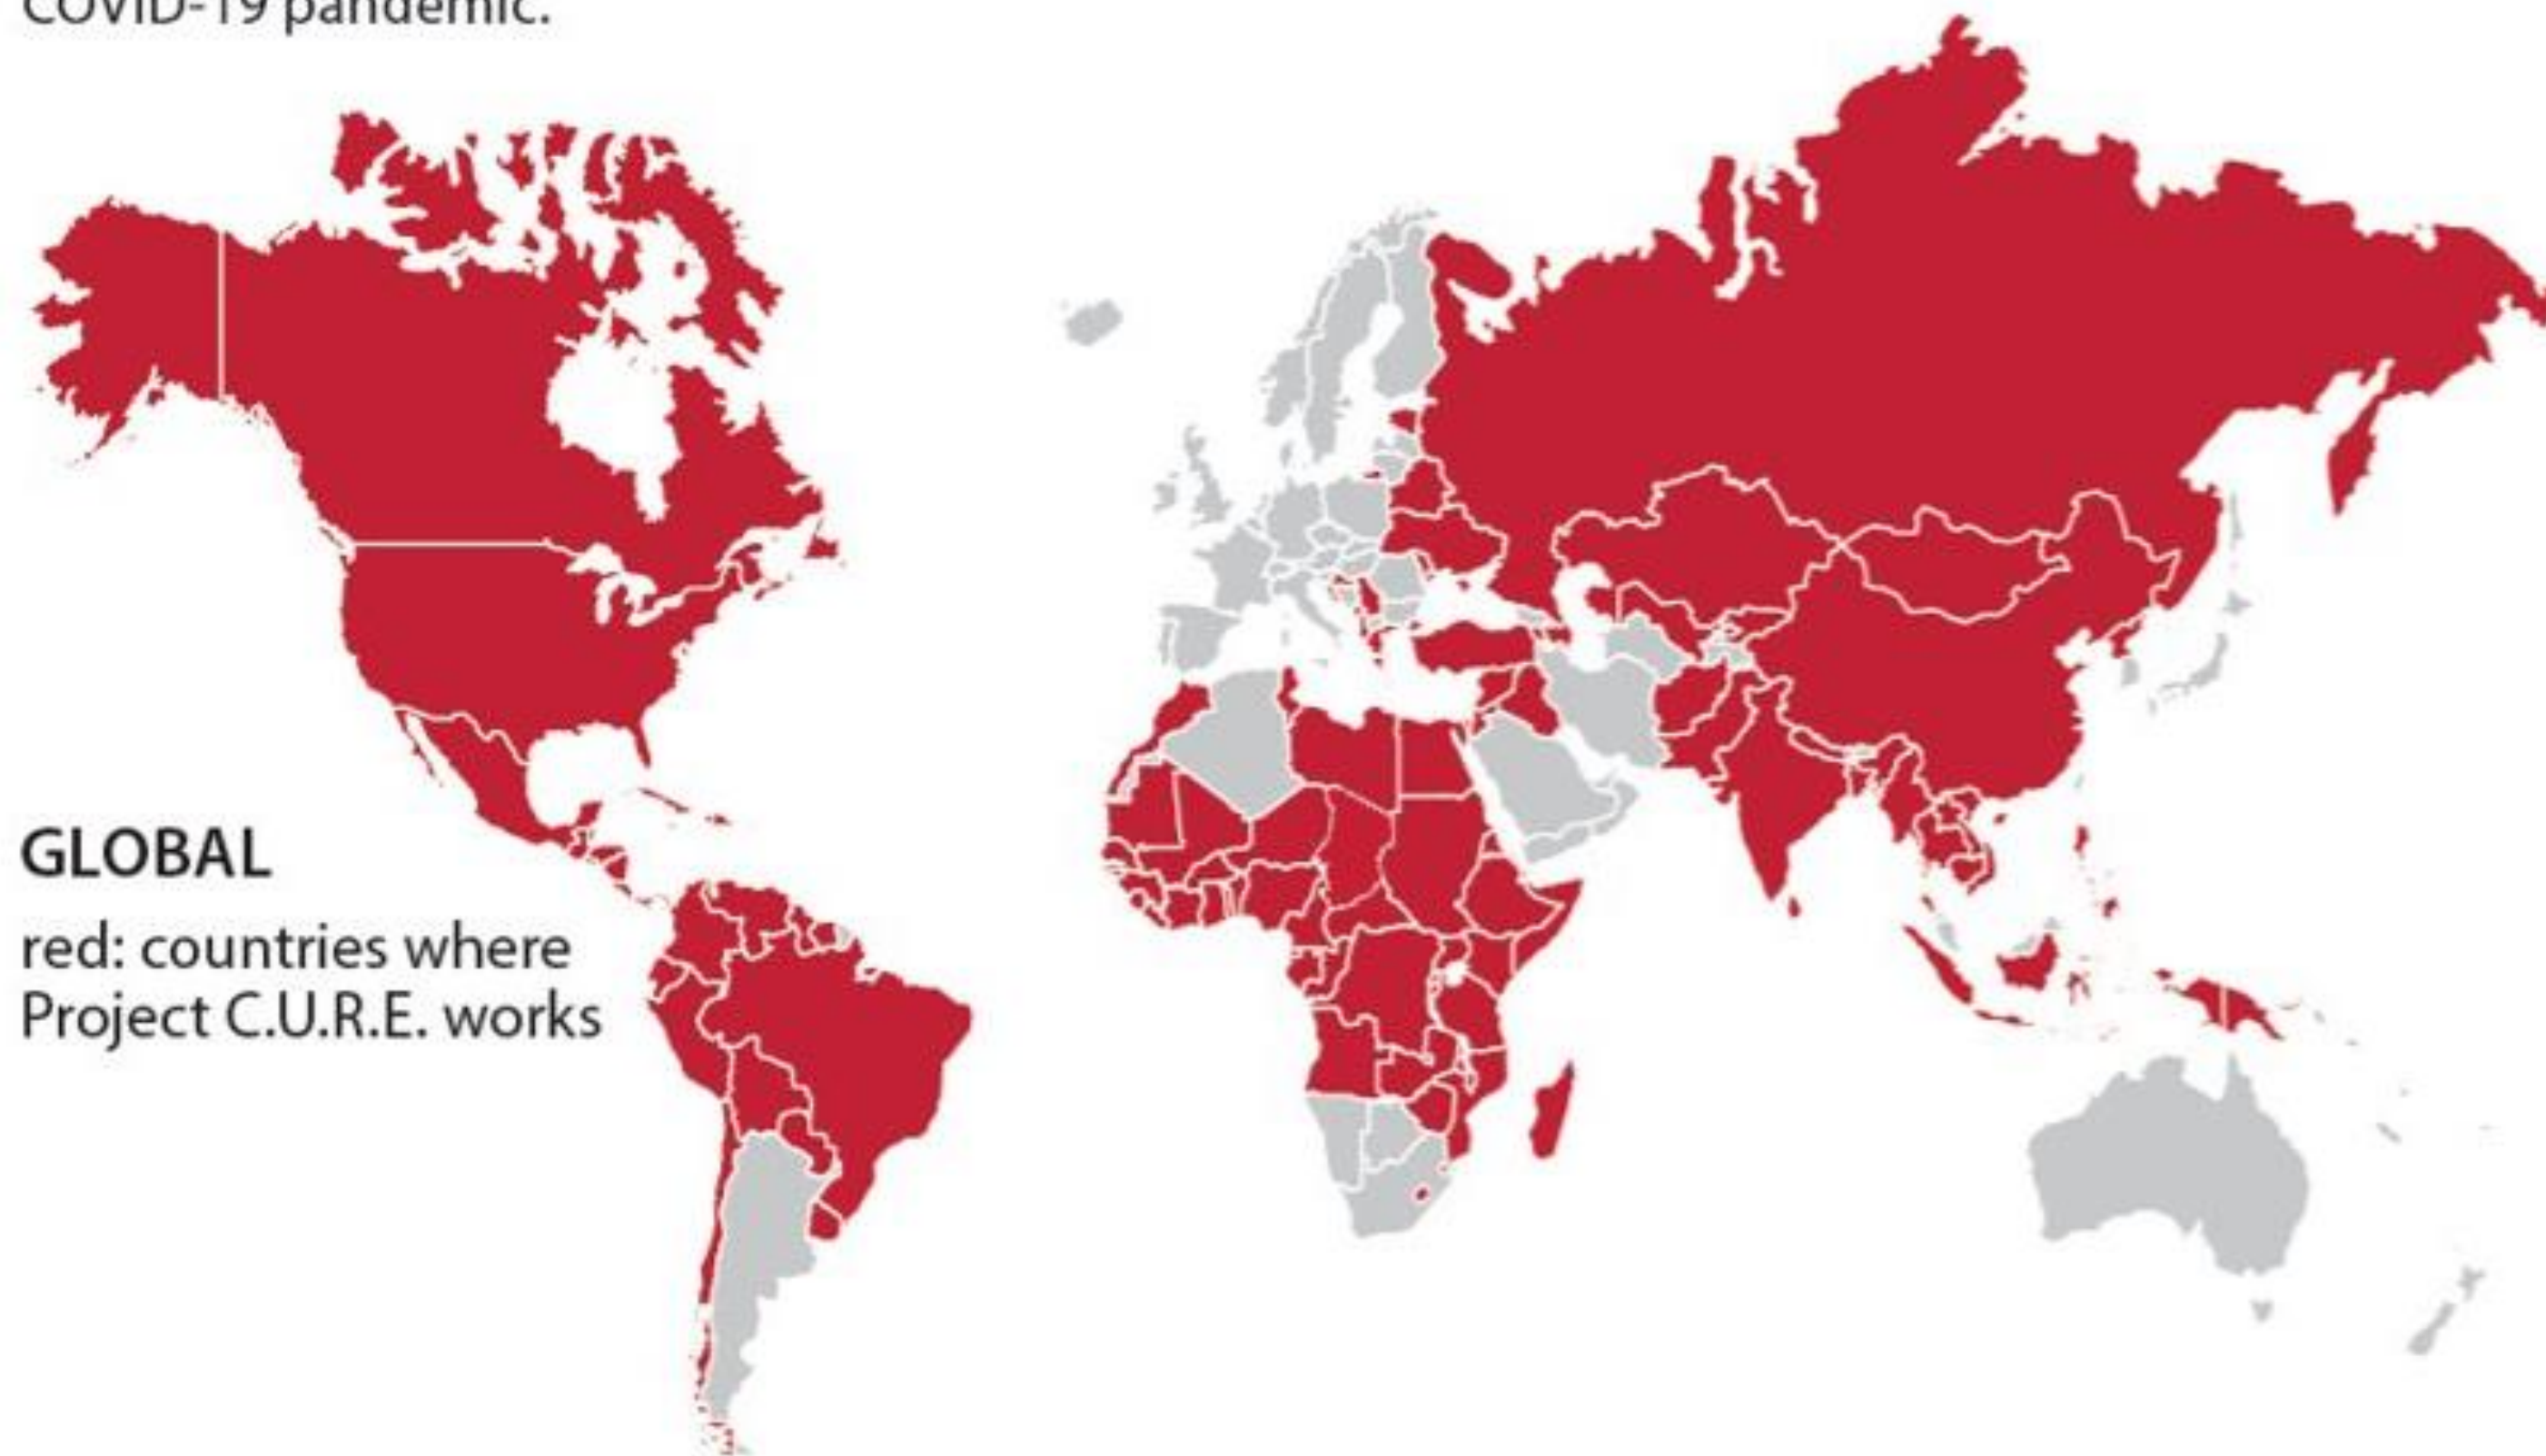 COVID-19 pandemic.
GLOBAL
red: countries where
Project C.U.R.E. works